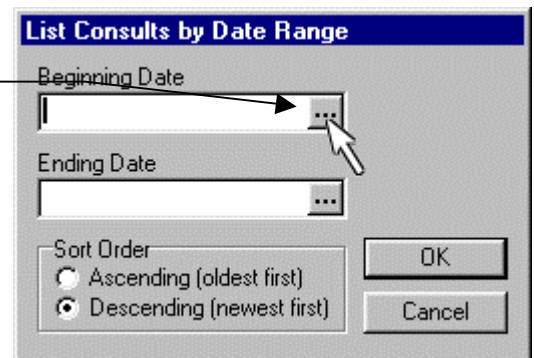 List Consults by Date Range
Beginning Date
...
Ending Date
...
Sort Order
Ascending (oldest first)
Descending (newest first)
OK
Cancel